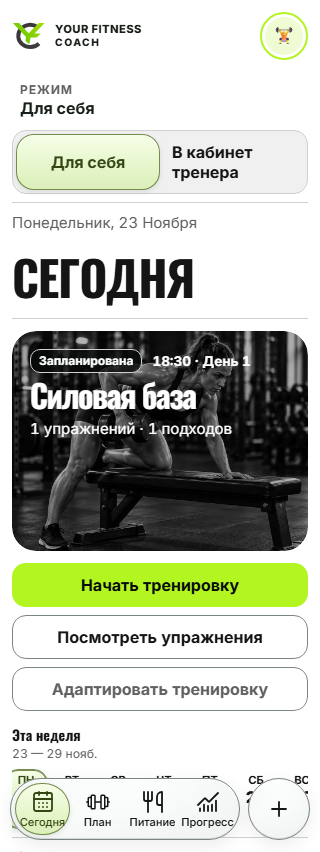 YOUR FITNESS
COACH
РЕЖИМ
Для себя
Для себя
В кабинет
тренера
Понедельник, 23 Ноября
СЕГОДНЯ
Запланирована
18:30 · День 1
Силовая база
1 упражнений · 1 подходов
Начать тренировку
Посмотреть упражнения
Адаптировать тренировку
Эта неделя
23 — 29 нояб.
ПН ВТ СР ЧТ ПТ СБ ВС
Сегодня План Питание Прогресс